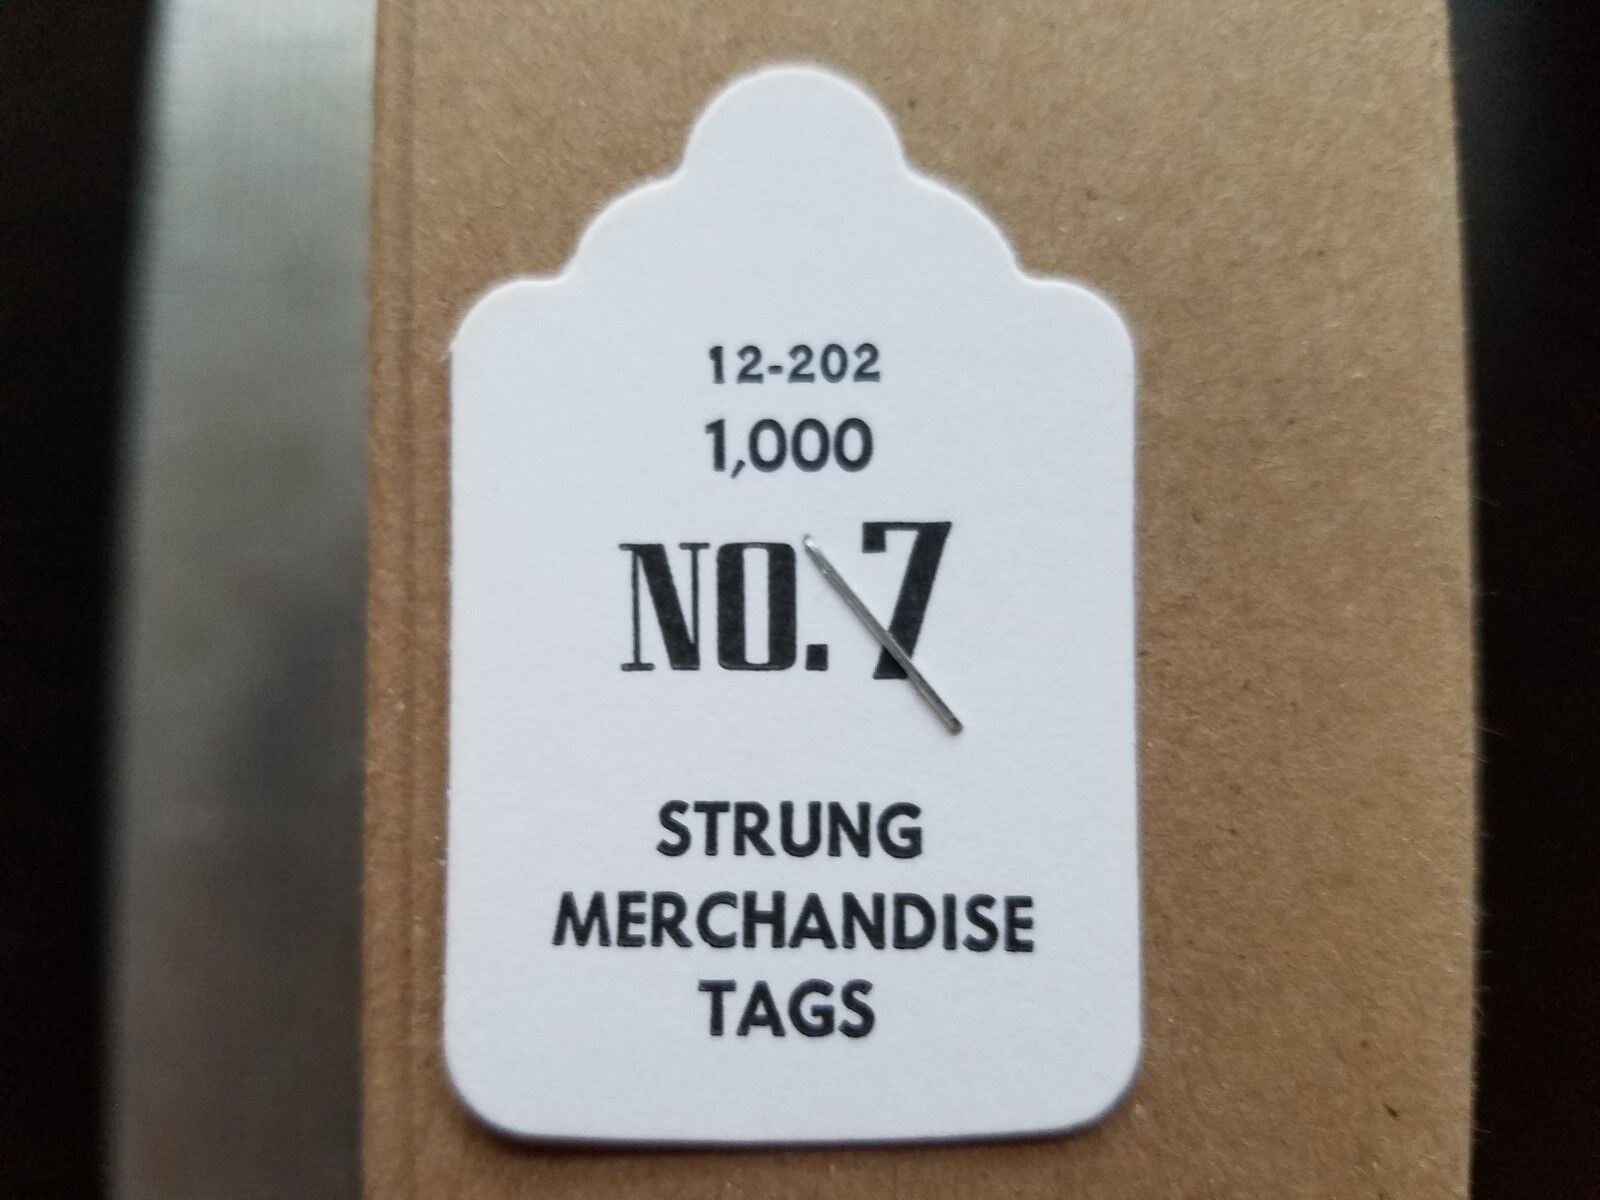 12-202
1,000
NO. 7
STRUNG
MERCHANDISE
TAGS